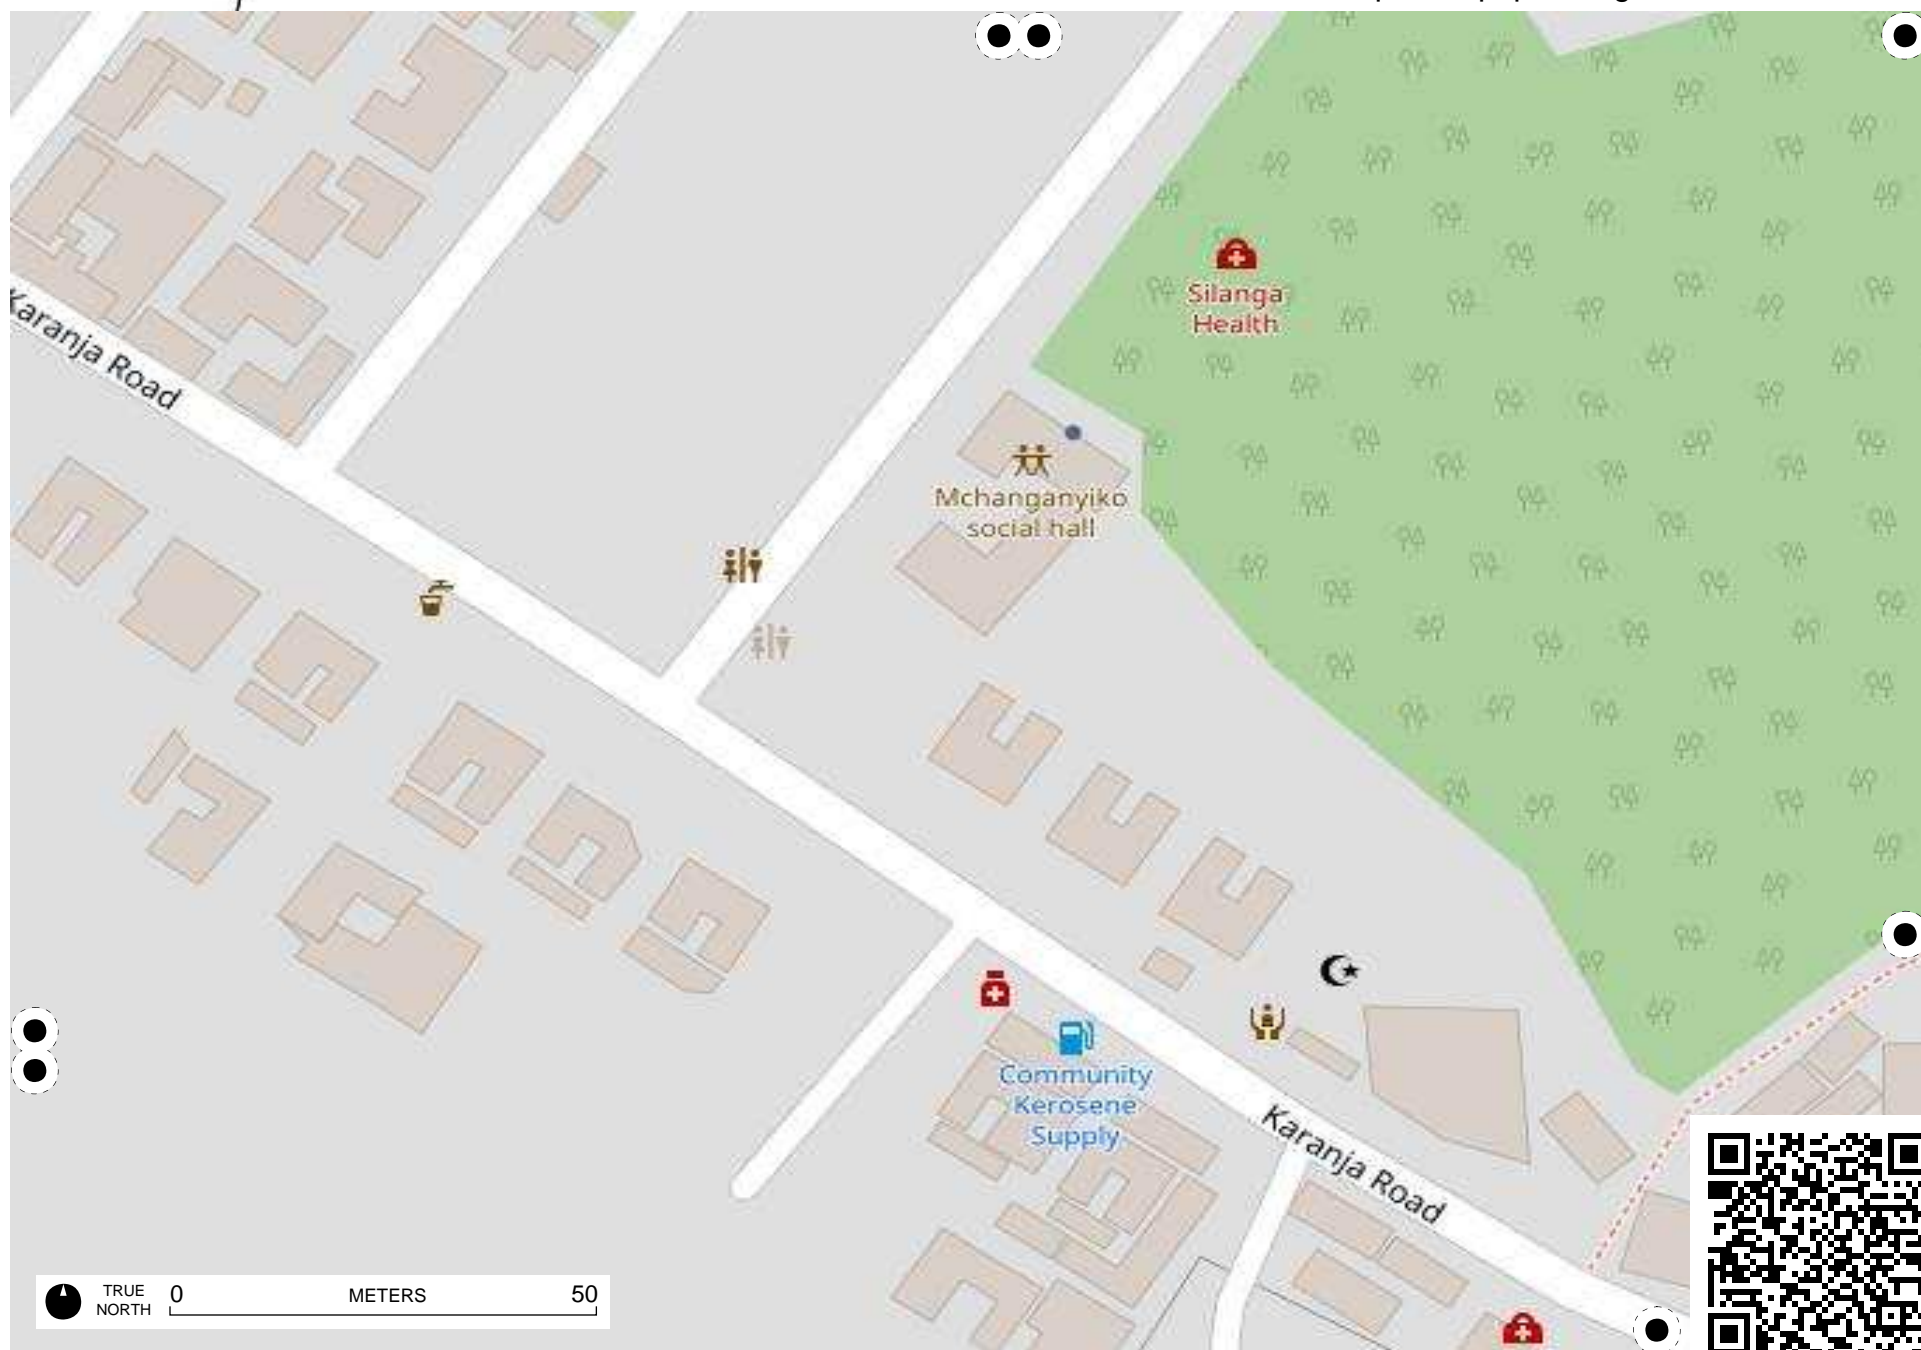 Silanga
Health
Karanja Road
Mchanganyiko
social hall
Community
Kerosene
Supply
Karanja Road
TRUE
NORTH
0
METERS
50